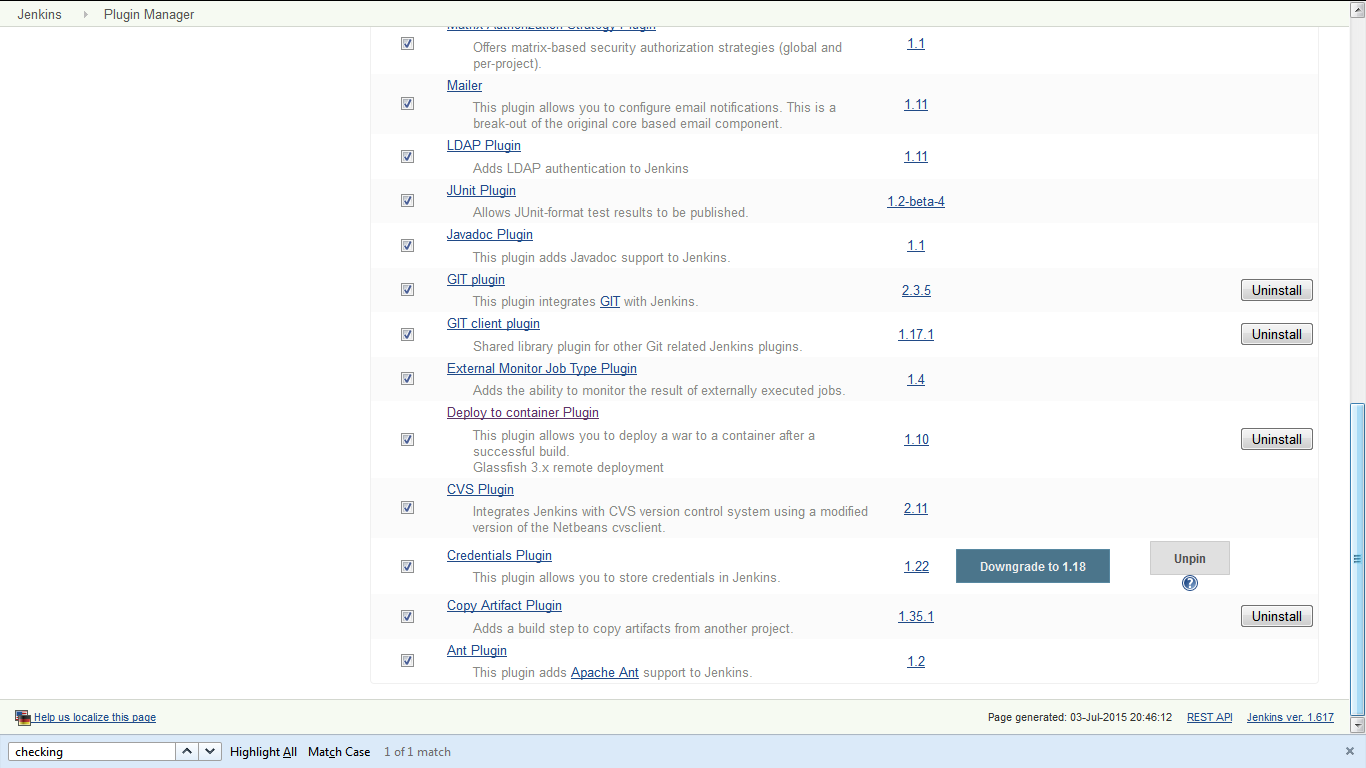 Jenkins Plugin Manager
Matrix Authorization Strategy Plugin
Offers matrix-based security authorization strategies (global and
per-project).
1.1
Mailer
This plugin allows you to configure email notifications. This is a
break-out of the original core based email component.
1.11
LDAP Plugin
Adds LDAP authentication to Jenkins
1.11
JUnit Plugin
Allows JUnit-format test results to be published.
1.2-beta-4
Javadoc Plugin
This plugin adds Javadoc support to Jenkins.
1.1
GIT plugin
This plugin integrates GIT with Jenkins.
2.3.5
Uninstall
GIT client plugin
Shared library plugin for other Git related Jenkins plugins.
1.17.1
Uninstall
External Monitor Job Type Plugin
Adds the ability to monitor the result of externally executed jobs.
1.4
Deploy to container Plugin
This plugin allows you to deploy a war to a container after a
successful build.
Glassfish 3.x remote deployment
1.10
Uninstall
CVS Plugin
Integrates Jenkins with CVS version control system using a modified
version of the Netbeans cvsclient.
2.11
Credentials Plugin
This plugin allows you to store credentials in Jenkins.
1.22
Downgrade to 1.18
Unpin
?
Copy Artifact Plugin
Adds a build step to copy artifacts from another project.
1.35.1
Uninstall
Ant Plugin
This plugin adds Apache Ant support to Jenkins.
1.2
Help us localize this page
Page generated: 03-Jul-2015 20:46:12 REST API Jenkins ver. 1.617
checking Highlight All Match Case 1 of 1 match